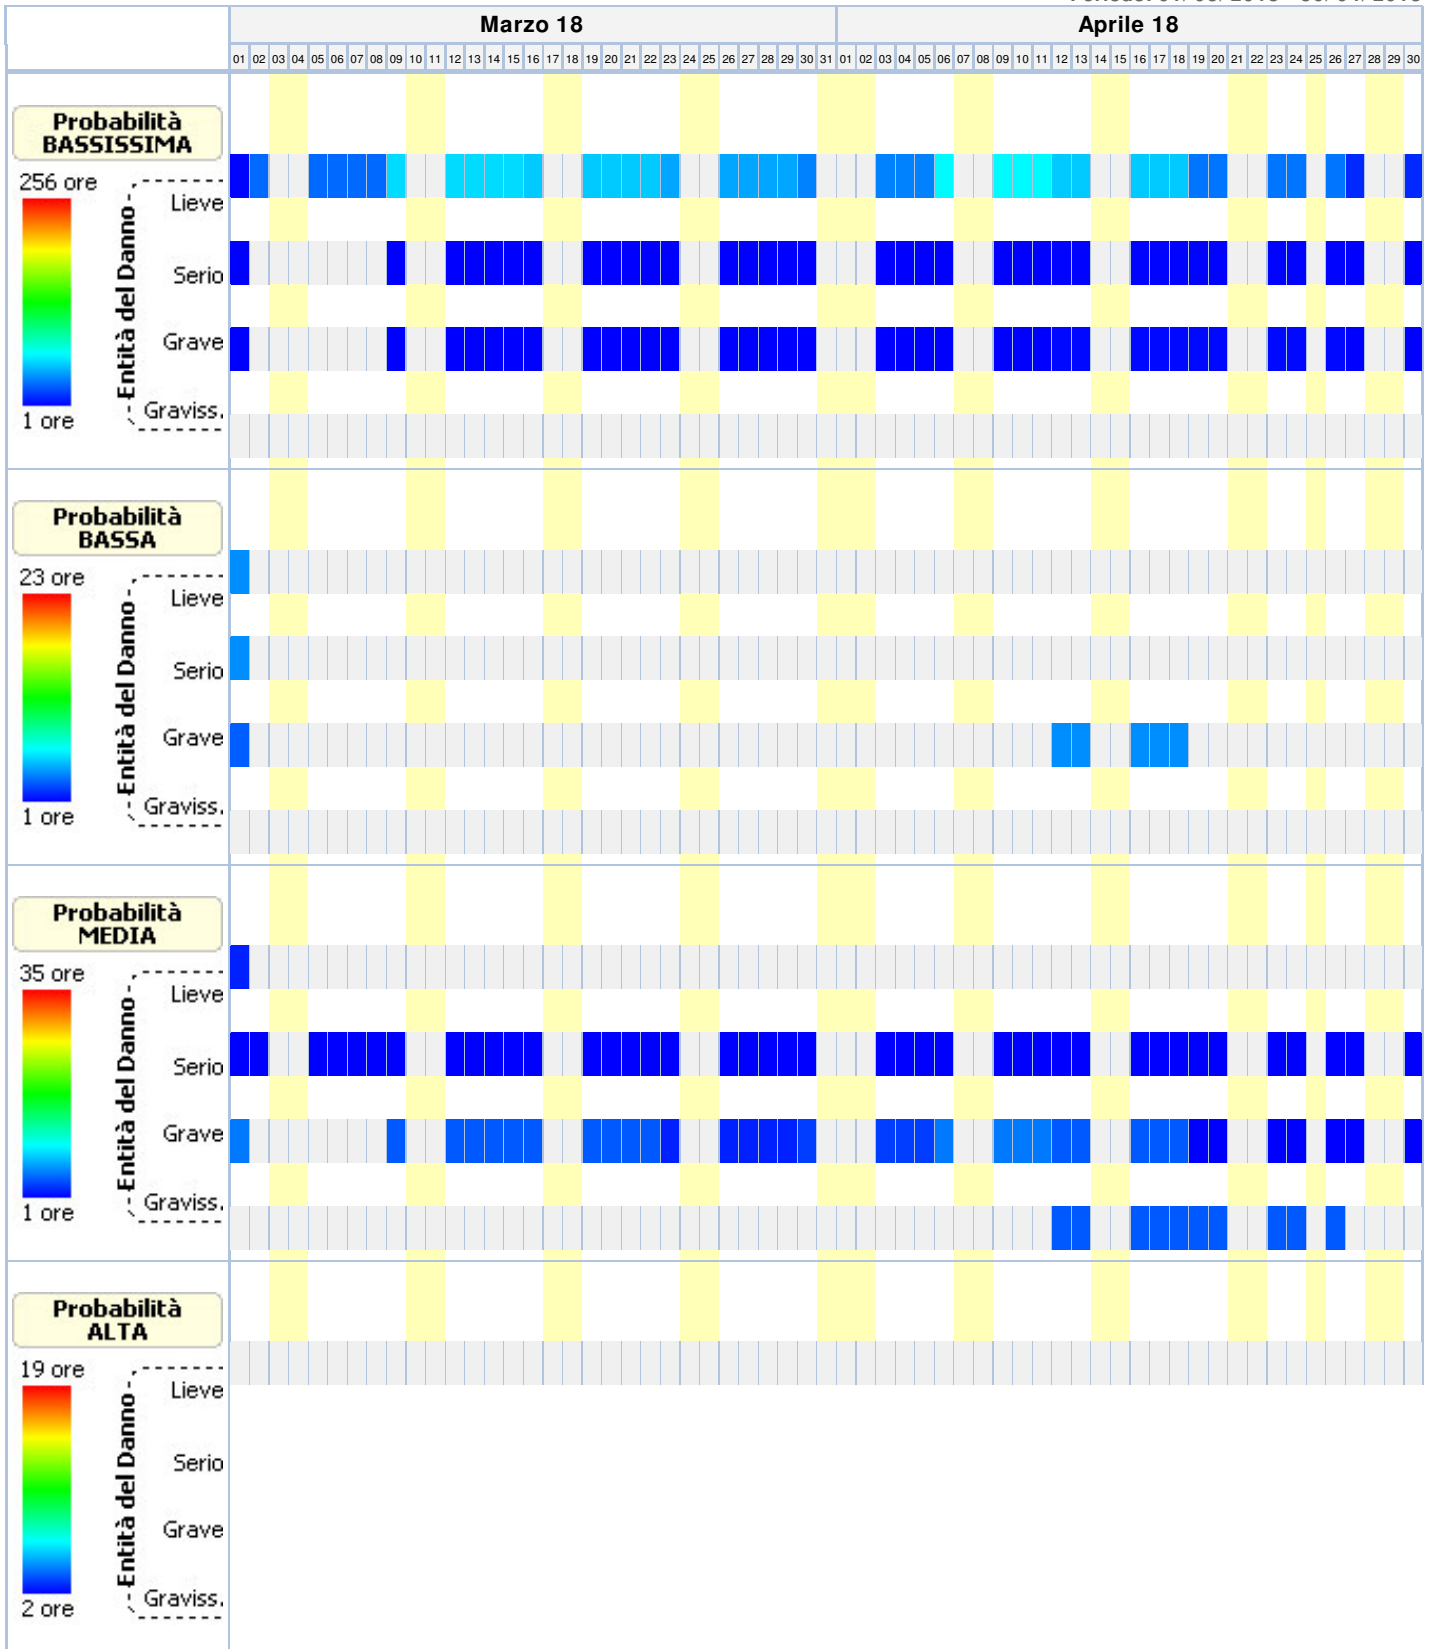 Marzo 18 Aprile 18
01 02 03 04 05 06 07 08 09 10 11 12 13 14 15 16 17 18 19 20 21 22 23 24 25 26 27 28 29 30 31 01 02 03 04 05 06 07 08 09 10 11 12 13 14 15 16 17 18 19 20 21 22 23 24 25 26 27 28 29 30
Probabilità
BASSISSIMA
256 ore
Entità del Danno
Lieve
Serio
Grave
Graviss.
1 ore
Probabilità
BASSA
23 ore
Entità del Danno
Lieve
Serio
Grave
Graviss.
1 ore
Probabilità
MEDIA
35 ore
Entità del Danno
Lieve
Serio
Grave
Graviss.
1 ore
Probabilità
ALTA
19 ore
Entità del Danno
Lieve
Serio
Grave
Graviss.
2 ore